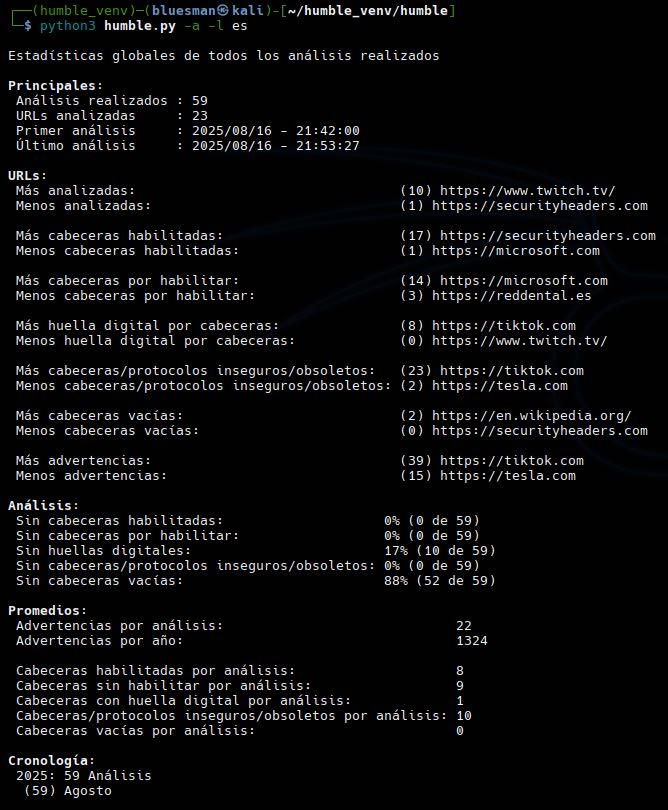 ┌──(humble_venv)─(bluesman㉿kali)-[~/humble_venv/humble]
└─$ python3 humble.py -a -l es
Estadísticas globales de todos los análisis realizados
Principales:
Análisis realizados : 59
URLs analizadas : 23
Primer análisis : 2025/08/16 - 21:42:00
Último análisis : 2025/08/16 - 21:53:27
URLs:
Más analizadas: (10) https://www.twitch.tv/
Menos analizadas: (1) https://securityheaders.com
Más cabeceras habilitadas: (17) https://securityheaders.com
Menos cabeceras habilitadas: (1) https://microsoft.com
Más cabeceras por habilitar: (14) https://microsoft.com
Menos cabeceras por habilitar: (3) https://reddental.es
Más huella digital por cabeceras: (8) https://tiktok.com
Menos huella digital por cabeceras: (0) https://www.twitch.tv/
Más cabeceras/protocolos inseguros/obsoletos: (23) https://tiktok.com
Menos cabeceras/protocolos inseguros/obsoletos: (2) https://tesla.com
Más cabeceras vacías: (2) https://en.wikipedia.org/
Menos cabeceras vacías: (0) https://securityheaders.com
Más advertencias: (39) https://tiktok.com
Menos advertencias: (15) https://tesla.com
Análisis:
Sin cabeceras habilitadas: 0% (0 de 59)
Sin cabeceras por habilitar: 0% (0 de 59)
Sin huellas digitales: 17% (10 de 59)
Sin cabeceras/protocolos inseguros/obsoletos: 0% (0 de 59)
Sin cabeceras vacías: 88% (52 de 59)
Promedios:
Advertencias por análisis: 22
Advertencias por año: 1324
Cabeceras habilitadas por análisis: 8
Cabeceras sin habilitar por análisis: 9
Cabeceras con huella digital por análisis: 1
Cabeceras/protocolos inseguros/obsoletos por análisis: 10
Cabeceras vacías por análisis: 0
Cronología:
2025: 59 Análisis
(59) Agosto